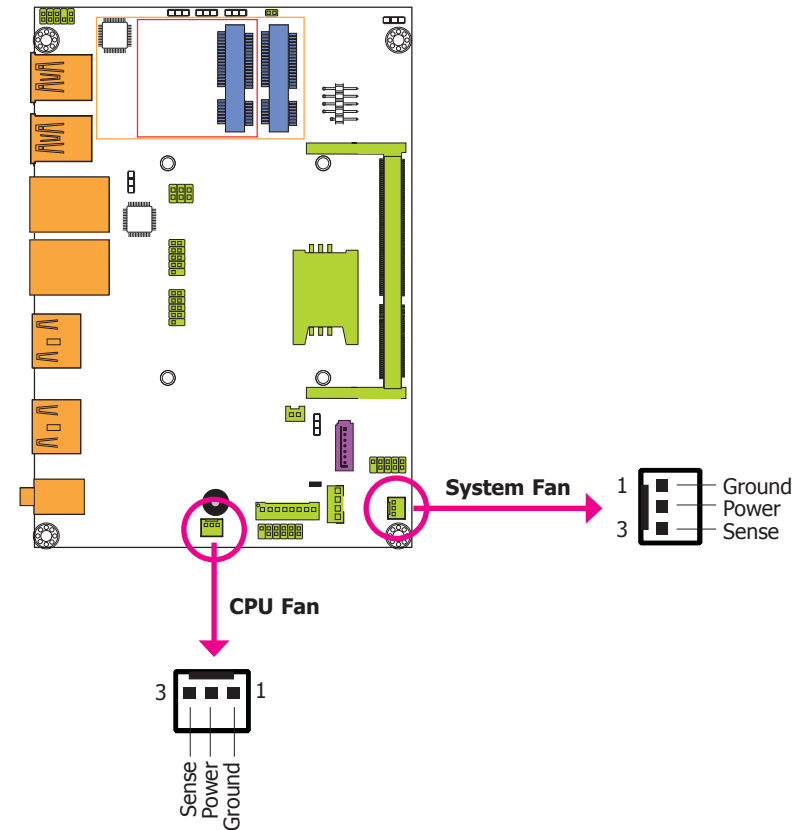 System Fan
1
Ground
Power
3
Sense
CPU Fan
3
1
Sense
Power
Ground